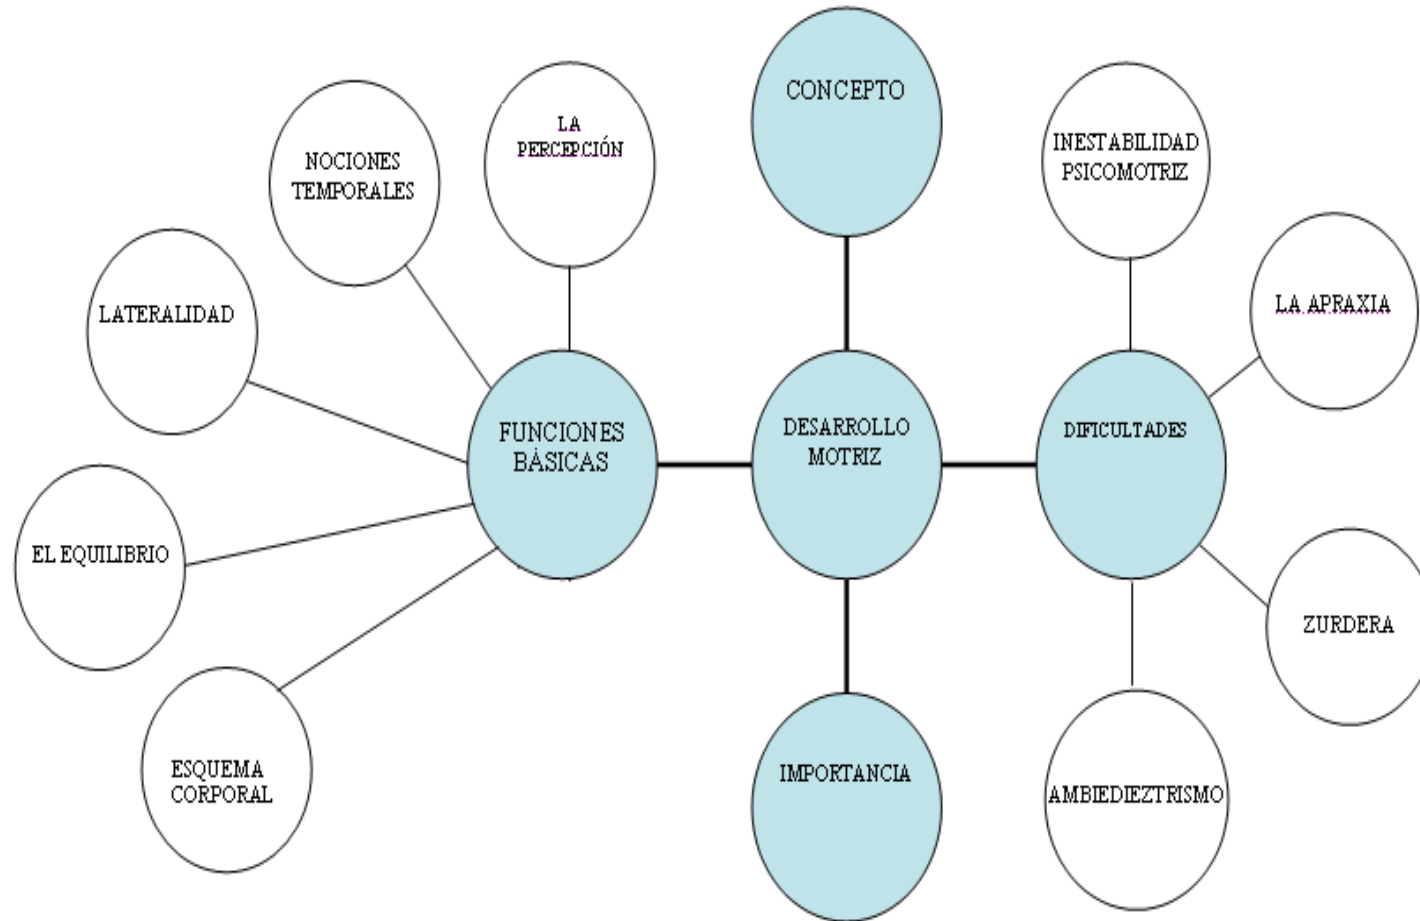 CONCEPTO
LA
PERCEPCIÓN
INESTABILIDAD
PSICOMOTRIZ
NOCIONES
TEMPORALES
LATERALIDAD
LA APRAXIA
FUNCIONES
BÁSICAS
DESARROLLO
MOTRIZ
DIFICULTADES
EL EQUILIBRIO
ZURDERA
ESQUEMA
CORPORAL
IMPORTANCIA
AMBIEDIEZTRISMO